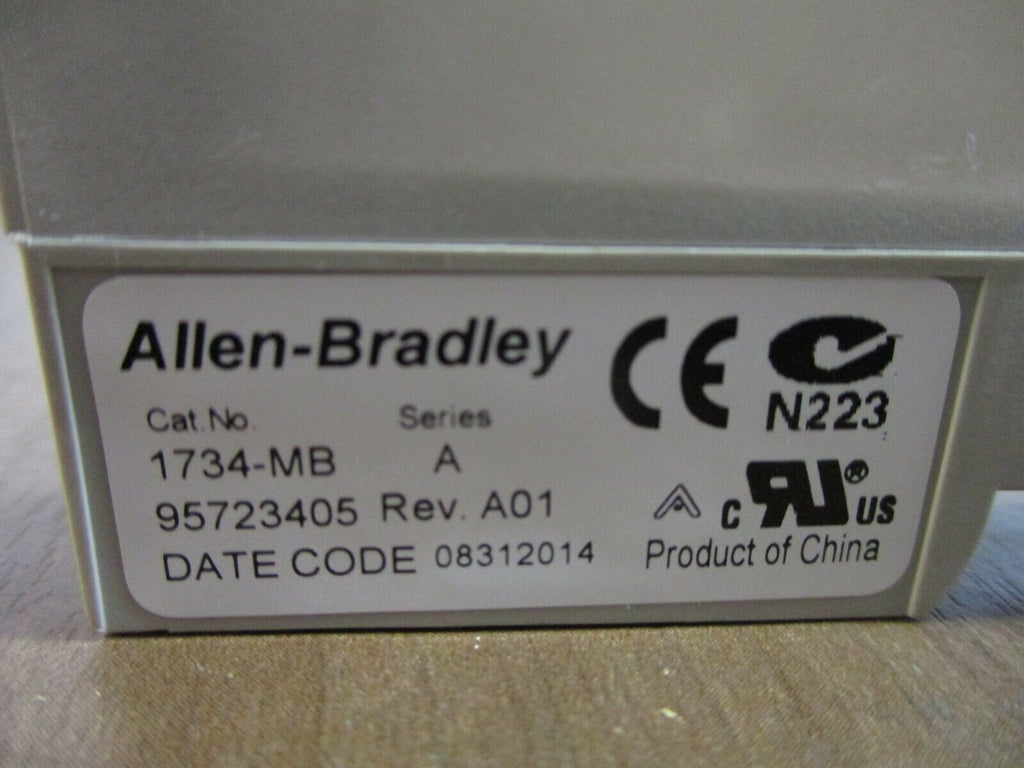 Allen-Bradley
CE
N223
Cat.No. Series
1734-MB A
95723405 Rev. A01
DATE CODE 08312014
C RU ® US
Product of China